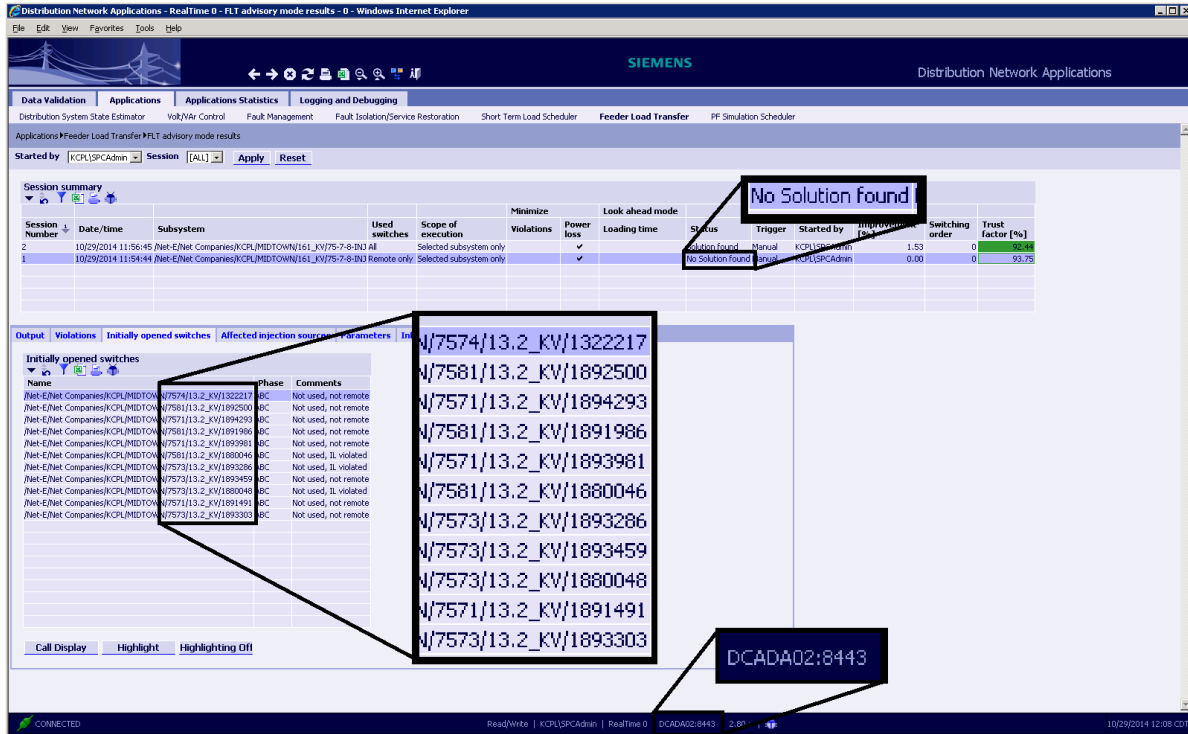 Distribution Network Applications - RealTime 0 - FLT advisory mode results - 0 - Windows Internet Explorer
File Edit View Favorites Tools Help
SIEMENS
Distribution Network Applications
Data Validation Applications Applications Statistics Logging and Debugging
Distribution System State Estimator Volt/VAr Control Fault Management Fault Isolation/Service Restoration Short Term Load Scheduler Feeder Load Transfer PF Simulation Scheduler
Applications Feeder Load Transfer FLT advisory mode results
Started by KCPL\SPCAdmin Session [ALL] Apply Reset
Session summary
No Solution found
Minimize Look ahead mode
Session Number Date/time Subsystem Used switches Scope of execution Violations Power loss Loading time Status Trigger Started by Improvement [%] Switching order Trust factor [%]
2 10/29/2014 11:56:45 /Net-E/Net Companies/KCPL/MIDTOWN/161_KV/75-7-8-INJ All Selected subsystem only ✔ Solution found Manual KCPL\SPCAdmin 1.53 0 92.44
1 10/29/2014 11:54:44 /Net-E/Net Companies/KCPL/MIDTOWN/161_KV/75-7-8-INJ Remote only Selected subsystem only ✔ No Solution found Manual KCPL\SPCAdmin 0.00 0 93.75
Output Violations Initially opened switches Affected injection sources Parameters
Initially opened switches
Name Phase Comments
/Net-E/Net Companies/KCPL/MIDTOWN/7574/13.2_KV/1322217 ABC Not used, not remote
/Net-E/Net Companies/KCPL/MIDTOWN/7581/13.2_KV/1892500 ABC Not used, not remote
/Net-E/Net Companies/KCPL/MIDTOWN/7571/13.2_KV/1894293 ABC Not used, not remote
/Net-E/Net Companies/KCPL/MIDTOWN/7581/13.2_KV/1891986 ABC Not used, not remote
/Net-E/Net Companies/KCPL/MIDTOWN/7571/13.2_KV/1893981 ABC Not used, not remote
/Net-E/Net Companies/KCPL/MIDTOWN/7581/13.2_KV/1880046 ABC Not used, IL violated
/Net-E/Net Companies/KCPL/MIDTOWN/7573/13.2_KV/1893286 ABC Not used, not remote
/Net-E/Net Companies/KCPL/MIDTOWN/7573/13.2_KV/1893459 ABC Not used, not remote
/Net-E/Net Companies/KCPL/MIDTOWN/7573/13.2_KV/1880048 ABC Not used, IL violated
/Net-E/Net Companies/KCPL/MIDTOWN/7571/13.2_KV/1891491 ABC Not used, not remote
/Net-E/Net Companies/KCPL/MIDTOWN/7573/13.2_KV/1893303 ABC Not used, not remote
N/7574/13.2_KV/1322217
N/7581/13.2_KV/1892500
N/7571/13.2_KV/1894293
N/7581/13.2_KV/1891986
N/7571/13.2_KV/1893981
N/7581/13.2_KV/1880046
N/7573/13.2_KV/1893286
N/7573/13.2_KV/1893459
N/7573/13.2_KV/1880048
N/7571/13.2_KV/1891491
N/7573/13.2_KV/1893303
Call Display Highlight Highlighting Off
DCADA02:8443
CONNECTED Read/Write | KCPL\SPCAdmin | RealTime 0 | DCADA02:8443 2.80 10/29/2014 12:08 CDT